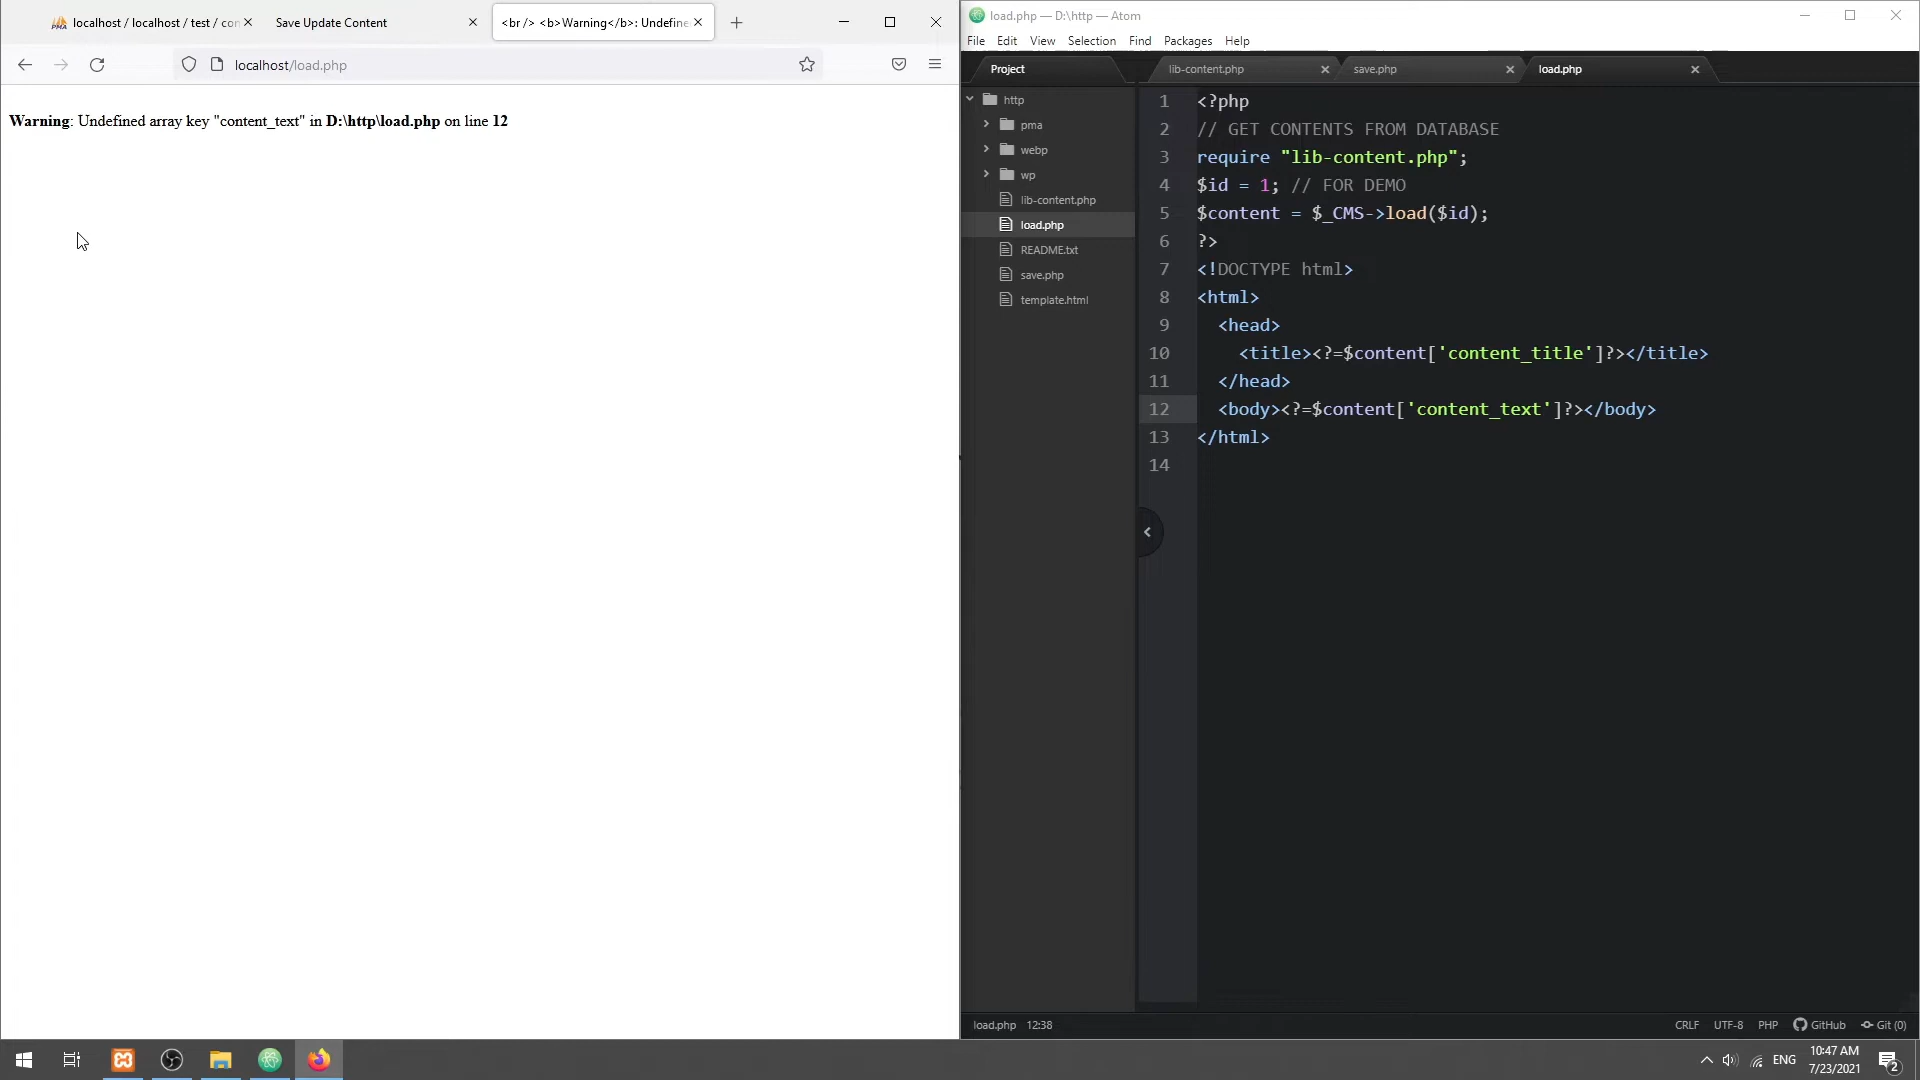 localhost / localhost / test / con
Save Update Content
<br /> <b>Warning</b>: Undefine
localhost/load.php
Warning: Undefined array key "content_text" in D:\http\load.php on line 12
load.php — D:\http — Atom
File Edit View Selection Find Packages Help
Project
lib-content.php
save.php
load.php
http
pma
webp
wp
lib-content.php
load.php
README.txt
save.php
template.html
1 <?php
2 // GET CONTENTS FROM DATABASE
3 require "lib-content.php";
4 $id = 1; // FOR DEMO
5 $content = $_CMS->load($id);
6 ?>
7 <!DOCTYPE html>
8 <html>
9 <head>
10 <title><?=$content['content_title']?></title>
11 </head>
12 <body><?=$content['content_text']?></body>
13 </html>
14
load.php 12:38
CRLF UTF-8 PHP GitHub Git (0)
ENG
10:47 AM
7/23/2021
2